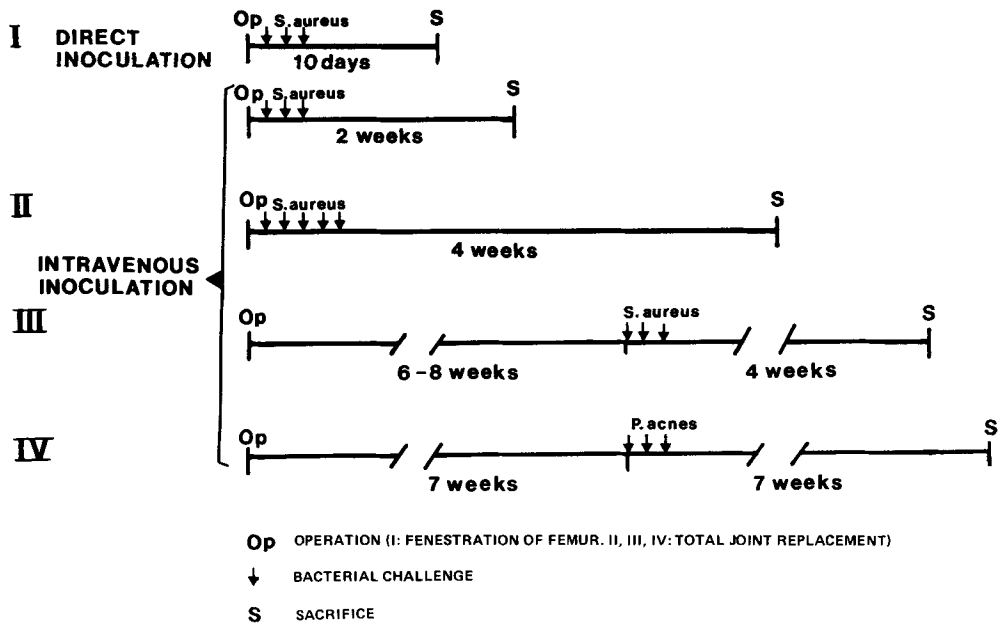 Op S. aureus S
I DIRECT
INOCULATION
10 days
Op S. aureus S
2 weeks
II
Op S. aureus S
4 weeks
INTRAVENOUS
INOCULATION
III
Op S. aureus S
6-8 weeks 4 weeks
IV
Op P. acnes S
7 weeks 7 weeks
Op OPERATION (I: FENESTRATION OF FEMUR. II, III, IV: TOTAL JOINT REPLACEMENT)
BACTERIAL CHALLENGE
S SACRIFICE